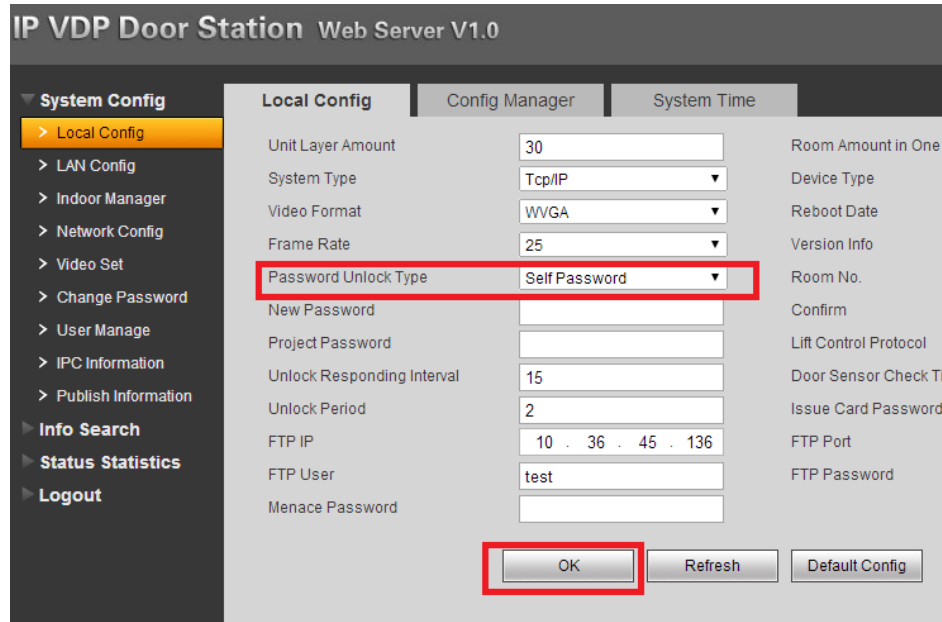 IP VDP Door Station Web Server V1.0
System Config
> Local Config
> LAN Config
> Indoor Manager
> Network Config
> Video Set
> Change Password
> User Manage
> IPC Information
> Publish Information
Info Search
Status Statistics
Logout
Local Config Config Manager System Time
Unit Layer Amount 30 Room Amount in One
System Type Tcp/IP Device Type
Video Format WVGA Reboot Date
Frame Rate 25 Version Info
Password Unlock Type Self Password Room No.
New Password Confirm
Project Password Lift Control Protocol
Unlock Responding Interval 15 Door Sensor Check Ti
Unlock Period 2 Issue Card Password
FTP IP 10 . 36 . 45 . 136 FTP Port
FTP User test FTP Password
Menace Password
OK Refresh Default Config